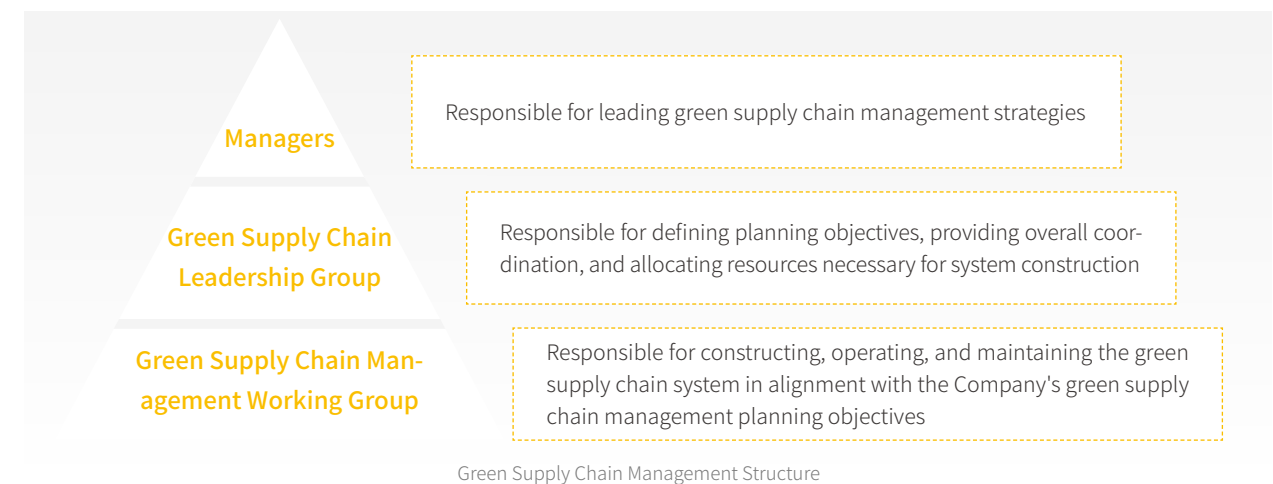 Managers
Responsible for leading green supply chain management strategies
Green Supply Chain
Leadership Group
Responsible for defining planning objectives, providing overall coor-
dination, and allocating resources necessary for system construction
Green Supply Chain Man-
agement Working Group
Responsible for constructing, operating, and maintaining the green
supply chain system in alignment with the Company's green supply
chain management planning objectives
Green Supply Chain Management Structure